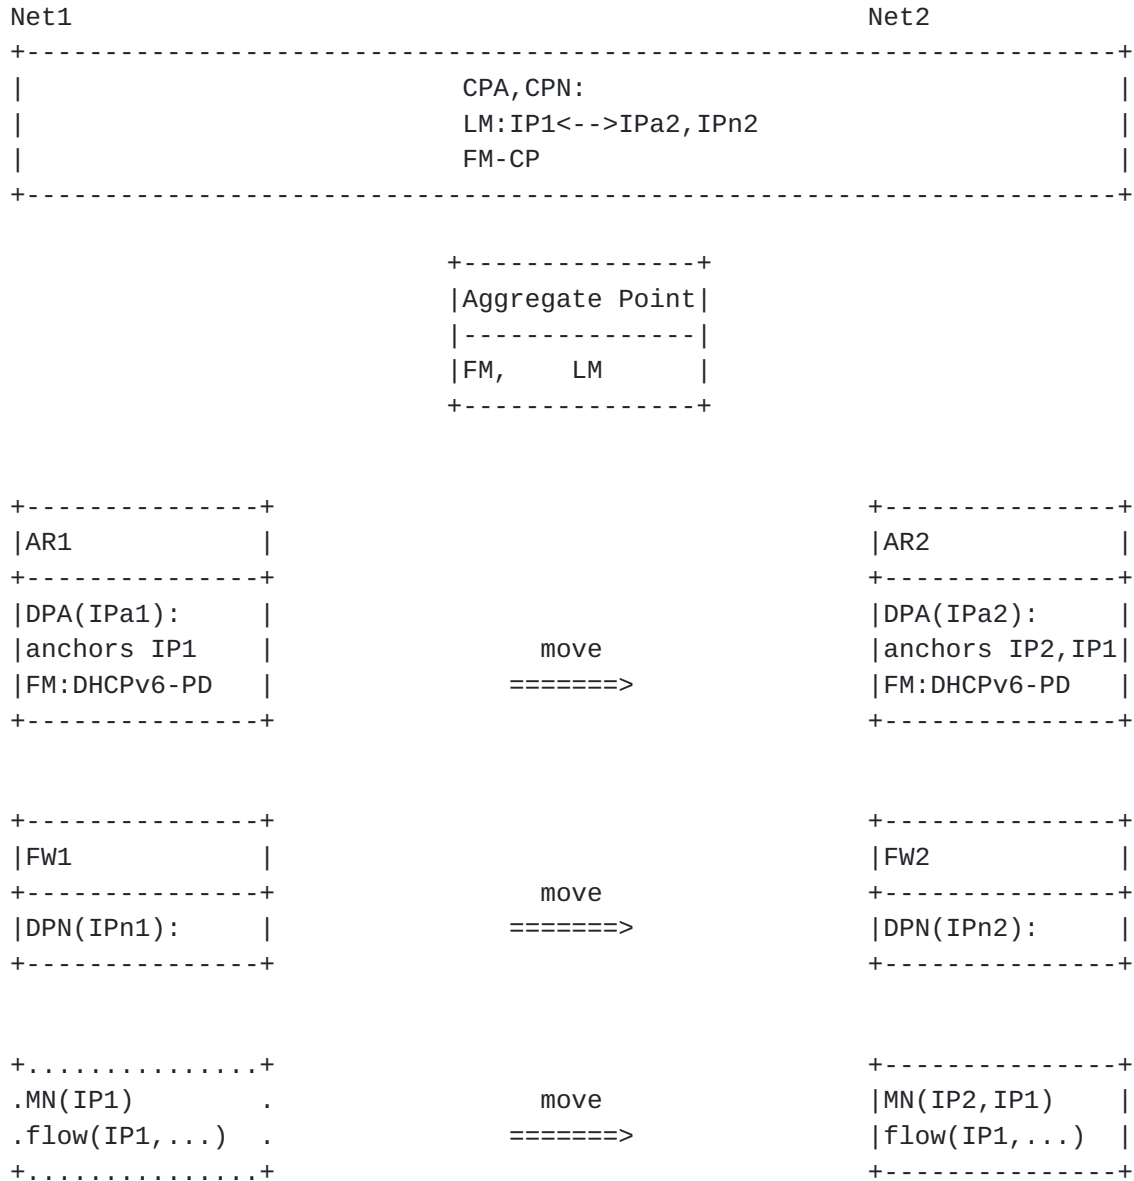 Net1                                                   Net2
+----------------------------------------------------------------------+
|                            CPA,CPN:                                  |
|                            LM:IP1<-->IPa2,IPn2                       |
|                            FM-CP                                     |
+----------------------------------------------------------------------+
                            +---------------+
                            |Aggregate Point|
                            |---------------|
                            |FM,    LM      |
                            +---------------+
+---------------+                                      +---------------+
|AR1            |                                      |AR2            |
+---------------+                                      +---------------+
|DPA(IPa1):     |                                      |DPA(IPa2):     |
|anchors IP1    |                 move                 |anchors IP2,IP1|
|FM:DHCPv6-PD   |               =======>               |FM:DHCPv6-PD   |
+---------------+                                      +---------------+
+---------------+                                      +---------------+
|FW1            |                                      |FW2            |
+---------------+                 move                 +---------------+
|DPN(IPn1):     |               =======>               |DPN(IPn2):     |
+---------------+                                      +---------------+
+...............+                                      +---------------+
.MN(IP1)        .                 move                 |MN(IP2,IP1)    |
.flow(IP1,...)  .               =======>               |flow(IP1,...)  |
+...............+                                      +---------------+